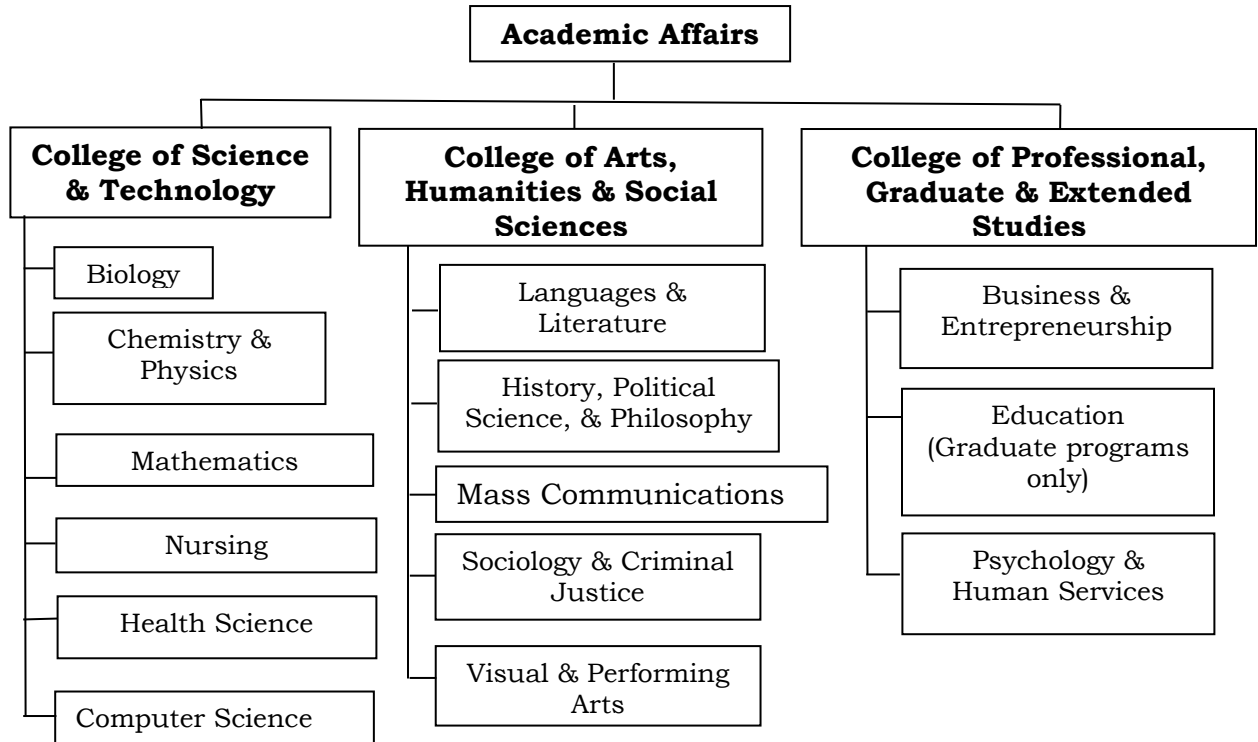 Academic Affairs
College of Science
& Technology
Biology
Chemistry &
Physics
Mathematics
Nursing
Health Science
Computer Science
College of Arts,
Humanities & Social
Sciences
Languages &
Literature
History, Political
Science, & Philosophy
Mass Communications
Sociology & Criminal
Justice
Visual & Performing
Arts
College of Professional,
Graduate & Extended
Studies
Business &
Entrepreneurship
Education
(Graduate programs
only)
Psychology &
Human Services